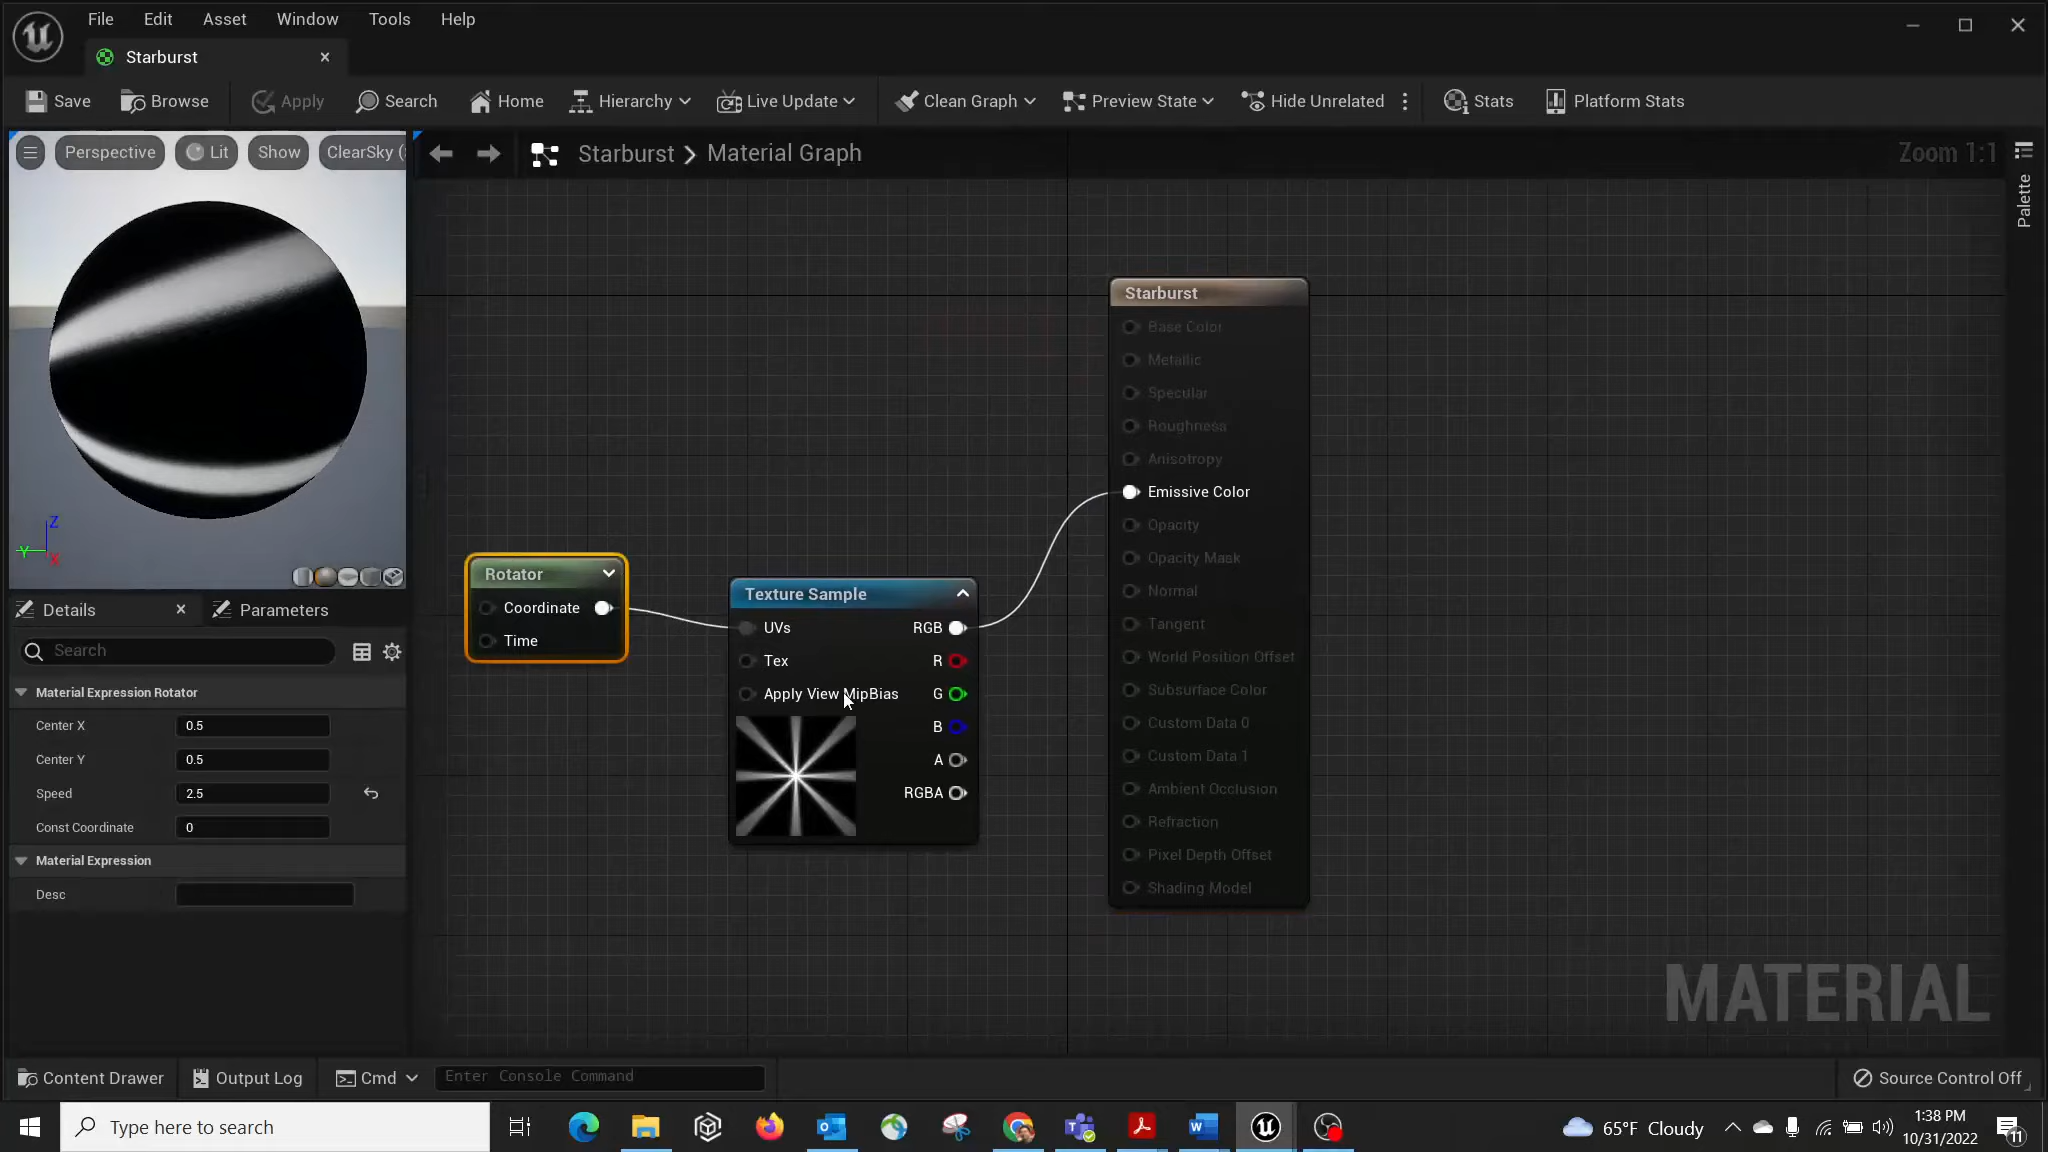 File Edit Asset Window Tools Help
Starburst
Save Browse Apply Search Home Hierarchy Live Update Clean Graph Preview State Hide Unrelated Stats Platform Stats
Perspective Lit Show ClearSky (
Starburst > Material Graph
Zoom 1:1
Palette
Z
Y
X
Details
Parameters
Search
Material Expression Rotator
Center X 0.5
Center Y 0.5
Speed 2.5
Const Coordinate 0
Material Expression
Desc
Rotator
Coordinate
Time
Texture Sample
UVs RGB
Tex R
Apply View MipBias G
B
A
RGBA
Starburst
Base Color
Metallic
Specular
Roughness
Anisotropy
Emissive Color
Opacity
Opacity Mask
Normal
Tangent
World Position Offset
Subsurface Color
Custom Data 0
Custom Data 1
Ambient Occlusion
Refraction
Pixel Depth Offset
Shading Model
MATERIAL
Content Drawer Output Log Cmd Enter Console Command Source Control Off
Type here to search
65°F Cloudy
1:38 PM
10/31/2022
11